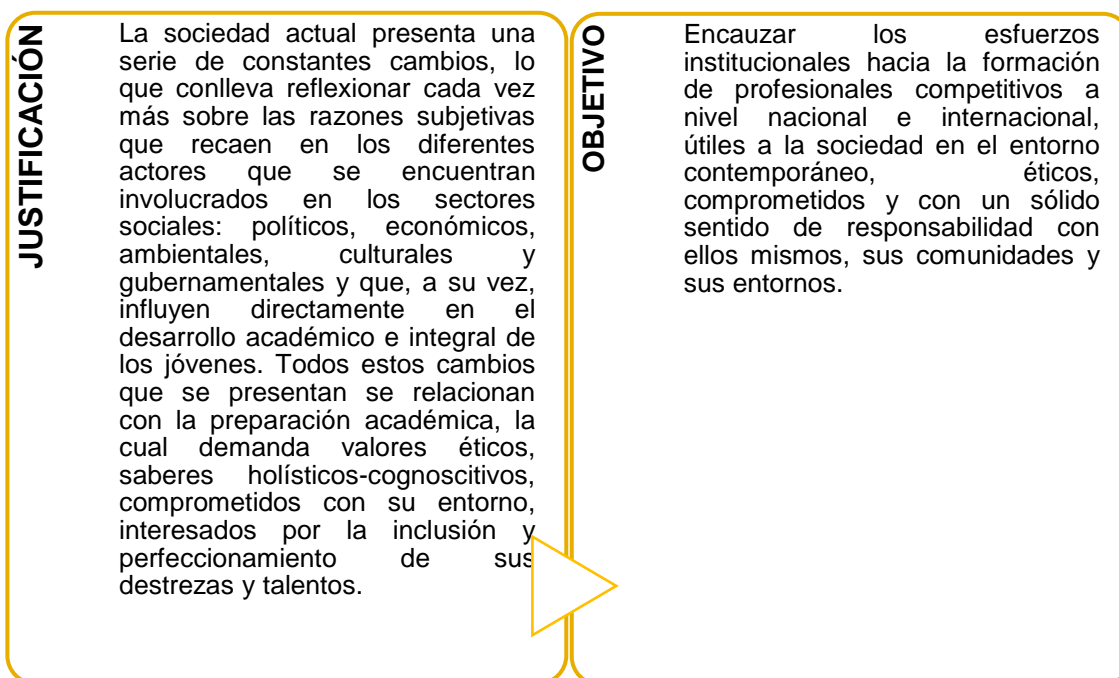 JUSTIFICACIÓN
La sociedad actual presenta una
serie de constantes cambios, lo
que conlleva reflexionar cada vez
más sobre las razones subjetivas
que recaen en los diferentes
actores que se encuentran
involucrados en los sectores
sociales: políticos, económicos,
ambientales, culturales y
gubernamentales y que, a su vez,
influyen directamente en el
desarrollo académico e integral de
los jóvenes. Todos estos cambios
que se presentan se relacionan
con la preparación académica, la
cual demanda valores éticos,
saberes holísticos-cognoscitivos,
comprometidos con su entorno,
interesados por la inclusión y
perfeccionamiento de sus
destrezas y talentos.
OBJETIVO
Encauzar los esfuerzos
institucionales hacia la formación
de profesionales competitivos a
nivel nacional e internacional,
útiles a la sociedad en el entorno
contemporáneo, éticos,
comprometidos y con un sólido
sentido de responsabilidad con
ellos mismos, sus comunidades y
sus entornos.